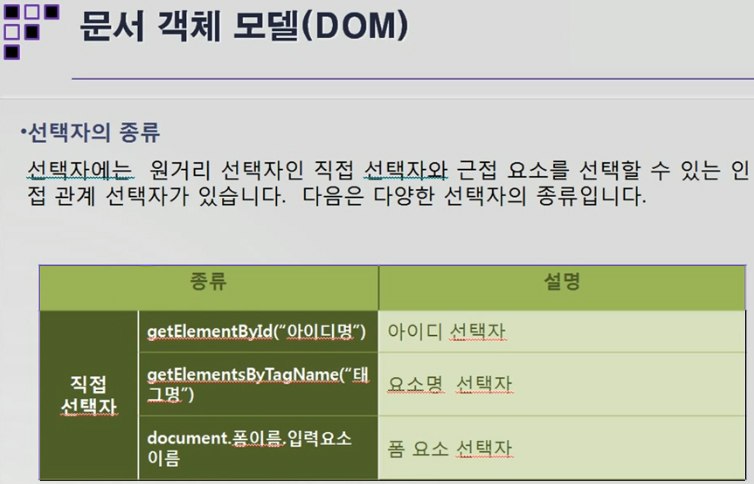 문서 객체 모델(DOM)
•선택자의 종류
선택자에는 원거리 선택자인 직접 선택자와 근접 요소를 선택할 수 있는 인
접 관계 선택자가 있습니다. 다음은 다양한 선택자의 종류입니다.
종류 설명
직접
선택자
getElementById(“아이디명”) 아이디 선택자
getElementsByTagName(“태
그명”)
요소명 선택자
document.폼이름.입력요소
이름
폼 요소 선택자